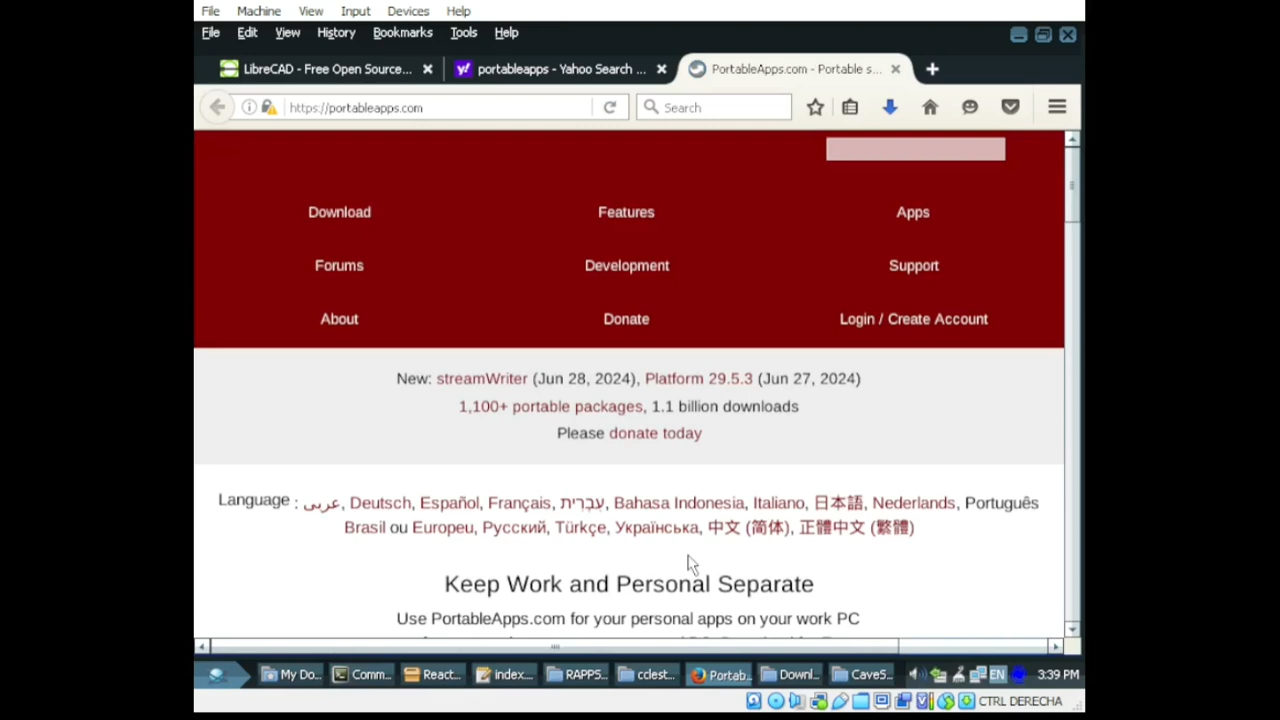 File Machine View Input Devices Help
File Edit View History Bookmarks Tools Help
LibreCAD - Free Open Source... portableapps - Yahoo Search ... PortableApps.com - Portable s...
https://portableapps.com Search
Download Features Apps
Forums Development Support
About Donate Login / Create Account
New: streamWriter (Jun 28, 2024), Platform 29.5.3 (Jun 27, 2024)
1,100+ portable packages, 1.1 billion downloads
Please donate today
Language : عربى, Deutsch, Español, Français, עִבְרִית, Bahasa Indonesia, Italiano, 日本語, Nederlands, Português
Brasil ou Europeu, Русский, Türkçe, Українська, 中文 (简体), 正體中文 (繁體)
Keep Work and Personal Separate
Use PortableApps.com for your personal apps on your work PC
My Do... Comm... React... index.... RAPPS... cclest... Portab... Downl... CaveS... EN 3:39 PM
CTRL DERECHA